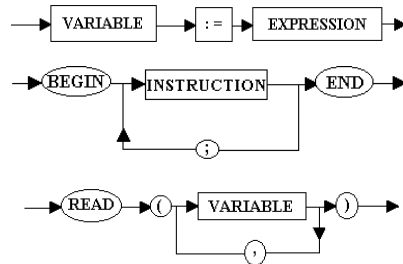 VARIABLE := EXPRESSION
BEGIN INSTRUCTION END
;
READ ( VARIABLE )
,